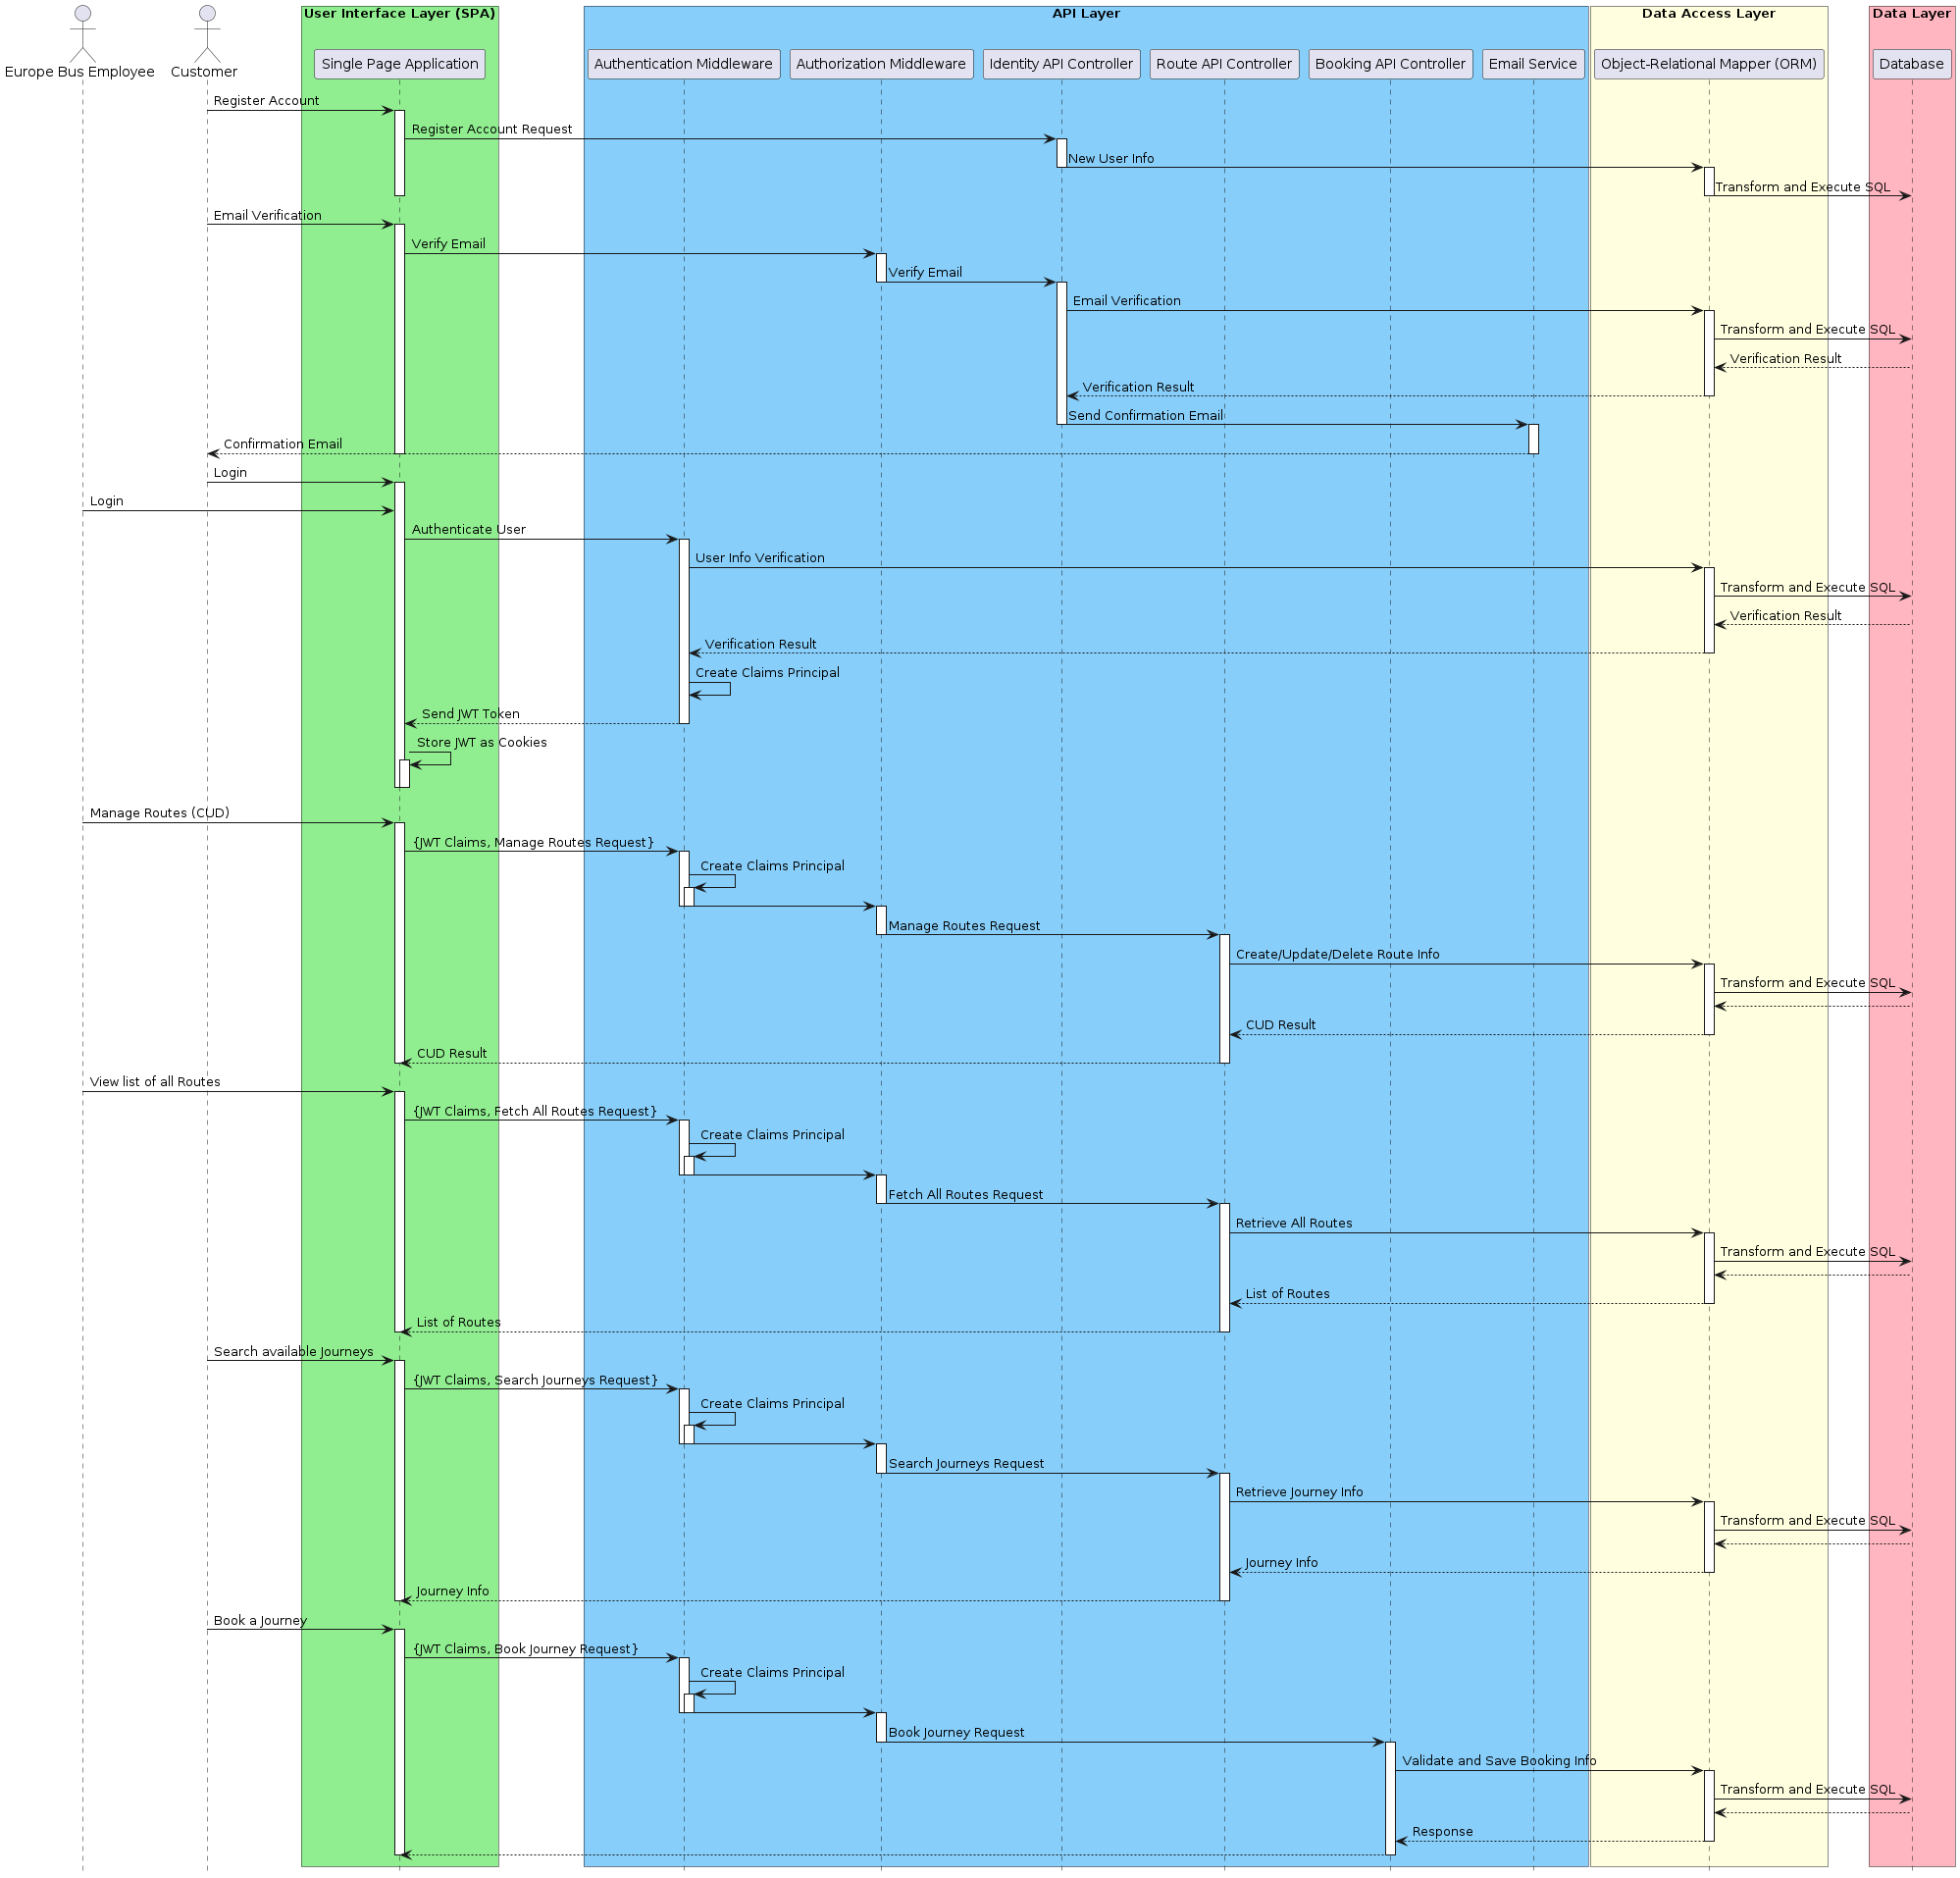 User Interface Layer (SPA)
API Layer
Data Access Layer
Data Layer
Europe Bus Employee
Customer
Single Page Application
Authentication Middleware
Authorization Middleware
Identity API Controller
Route API Controller
Booking API Controller
Email Service
Object-Relational Mapper (ORM)
Database
Register Account
Register Account Request
New User Info
Transform and Execute SQL
Email Verification
Verify Email
Verify Email
Email Verification
Transform and Execute SQL
Verification Result
Verification Result
Send Confirmation Email
Confirmation Email
Login
Login
Authenticate User
User Info Verification
Transform and Execute SQL
Verification Result
Verification Result
Create Claims Principal
Send JWT Token
Store JWT as Cookies
Manage Routes (CUD)
{JWT Claims, Manage Routes Request}
Create Claims Principal
Manage Routes Request
Create/Update/Delete Route Info
Transform and Execute SQL
CUD Result
CUD Result
View list of all Routes
{JWT Claims, Fetch All Routes Request}
Create Claims Principal
Fetch All Routes Request
Retrieve All Routes
Transform and Execute SQL
List of Routes
List of Routes
Search available Journeys
{JWT Claims, Search Journeys Request}
Create Claims Principal
Search Journeys Request
Retrieve Journey Info
Transform and Execute SQL
Journey Info
Journey Info
Book a Journey
{JWT Claims, Book Journey Request}
Create Claims Principal
Book Journey Request
Validate and Save Booking Info
Transform and Execute SQL
Response